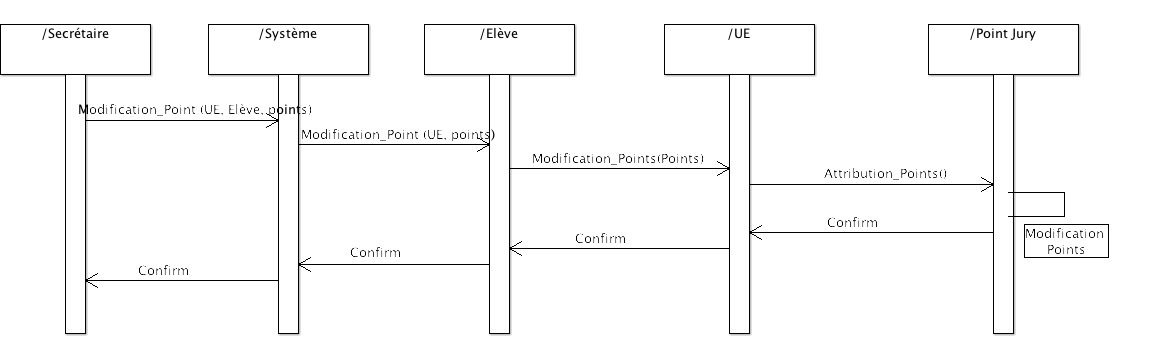 /Secrétaire
/Système
/Elève
/UE
/Point Jury
Modification_Point (UE, Elève, points)
Modification_Point (UE, points)
Modification_Points(Points)
Attribution_Points()
Modification
Points
Confirm
Confirm
Confirm
Confirm